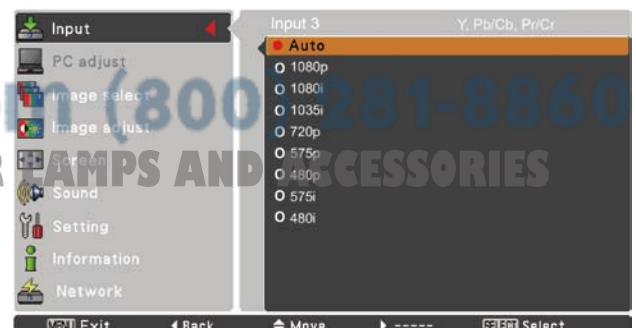 Input
PC adjust
Image select
Image adjust
Screen
Sound
Setting
Information
Network
Input 3 Y, Pb/Cb, Pr/Cr
Auto
1080p
1080i
1035i
720p
575p
480p
575i
480i
(800) 281-8860
LAMPS AND ACCESSORIES
MENU Exit Back Move ----- SELECT Select